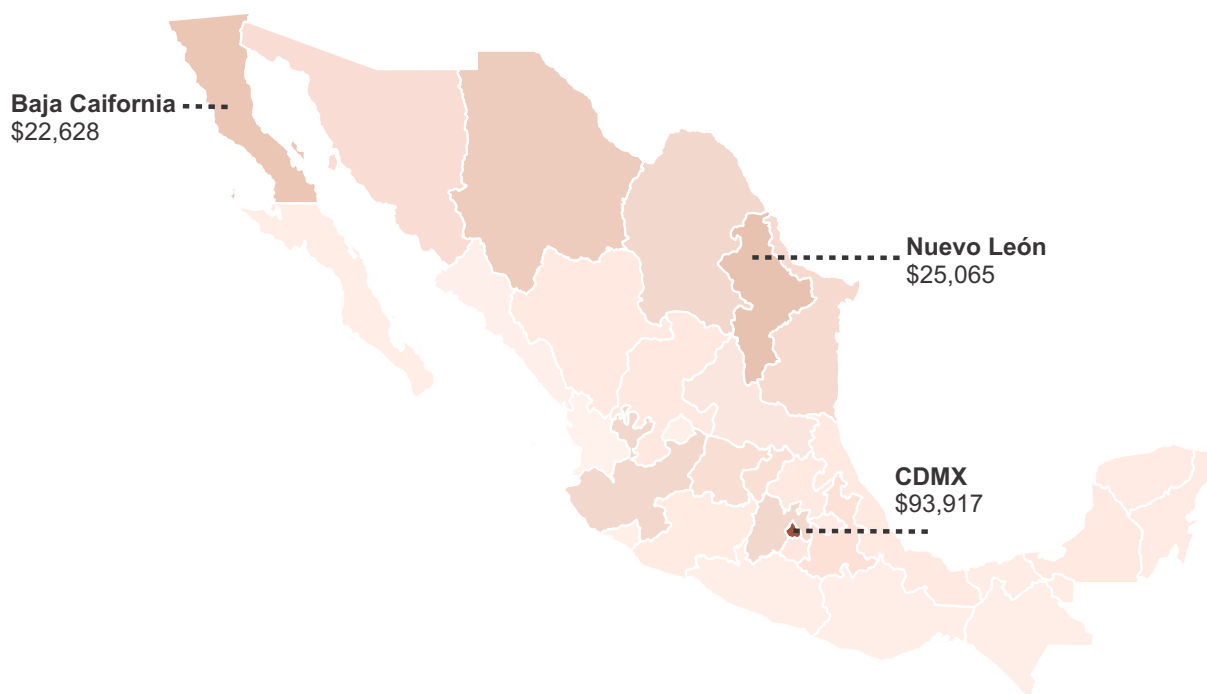 Baja Caifornia
$22,628
Nuevo León
$25,065
CDMX
$93,917